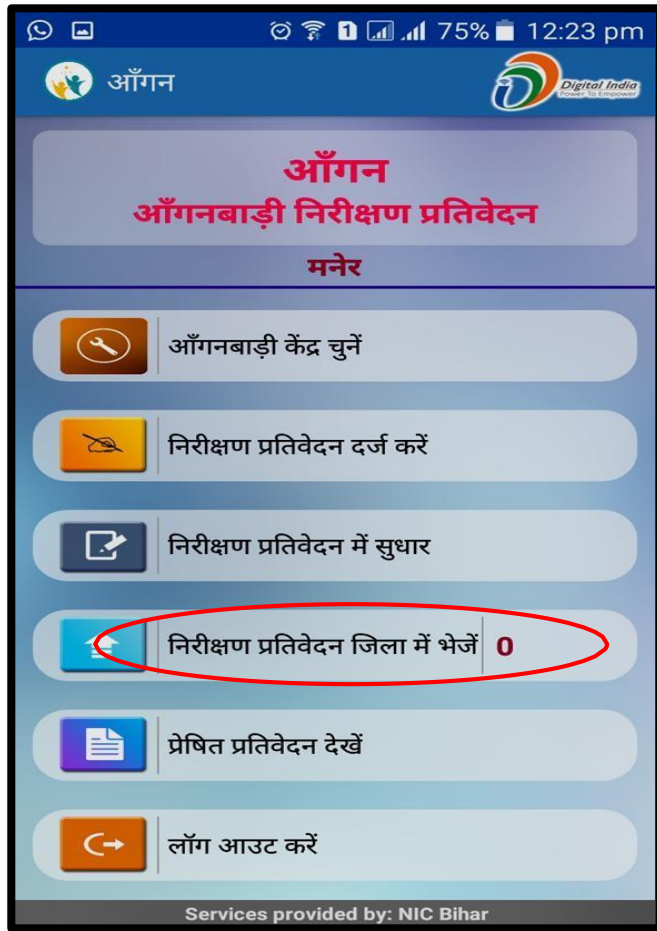 75% 12:23 pm
आँगन
Digital India
Power To Empower
आँगन
आँगनबाड़ी निरीक्षण प्रतिवेदन
मनेर
आँगनबाड़ी केंद्र चुनें
निरीक्षण प्रतिवेदन दर्ज करें
निरीक्षण प्रतिवेदन में सुधार
निरीक्षण प्रतिवेदन जिला में भेजें 0
प्रेषित प्रतिवेदन देखें
लॉग आउट करें
Services provided by: NIC Bihar